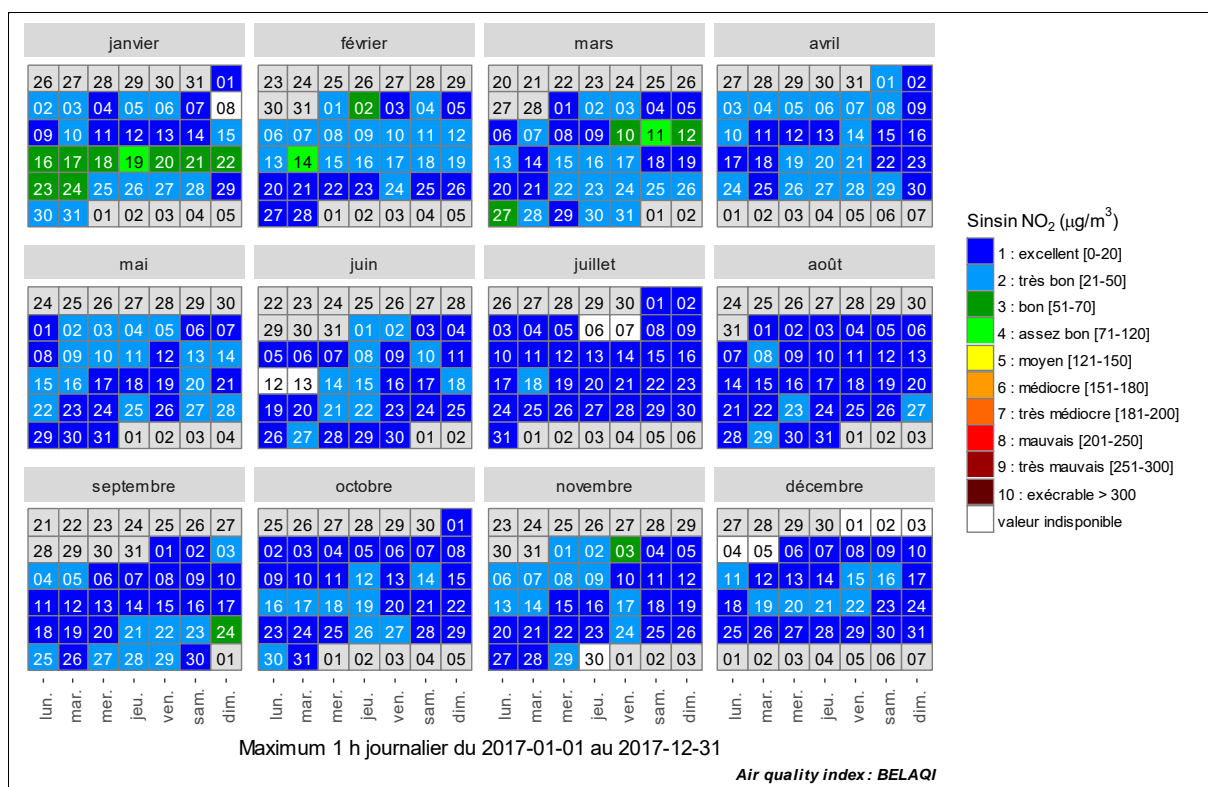 janvier février mars avril
26 27 28 29 30 31 01 23 24 25 26 27 28 29 20 21 22 23 24 25 26 27 28 29 30 31 01 02
02 03 04 05 06 07 08 30 31 01 02 03 04 05 27 28 01 02 03 04 05 03 04 05 06 07 08 09
09 10 11 12 13 14 15 06 07 08 09 10 11 12 06 07 08 09 10 11 12 10 11 12 13 14 15 16
16 17 18 19 20 21 22 13 14 15 16 17 18 19 13 14 15 16 17 18 19 17 18 19 20 21 22 23
23 24 25 26 27 28 29 20 21 22 23 24 25 26 20 21 22 23 24 25 26 24 25 26 27 28 29 30
30 31 01 02 03 04 05 27 28 01 02 03 04 05 27 28 29 30 31 01 02 01 02 03 04 05 06 07
mai juin juillet août
24 25 26 27 28 29 30 22 23 24 25 26 27 28 26 27 28 29 30 01 02 24 25 26 27 28 29 30
01 02 03 04 05 06 07 29 30 31 01 02 03 04 03 04 05 06 07 08 09 31 01 02 03 04 05 06
08 09 10 11 12 13 14 05 06 07 08 09 10 11 10 11 12 13 14 15 16 07 08 09 10 11 12 13
15 16 17 18 19 20 21 12 13 14 15 16 17 18 17 18 19 20 21 22 23 14 15 16 17 18 19 20
22 23 24 25 26 27 28 19 20 21 22 23 24 25 24 25 26 27 28 29 30 21 22 23 24 25 26 27
29 30 31 01 02 03 04 26 27 28 29 30 01 02 31 01 02 03 04 05 06 28 29 30 31 01 02 03
septembre octobre novembre décembre
21 22 23 24 25 26 27 25 26 27 28 29 30 01 23 24 25 26 27 28 29 27 28 29 30 01 02 03
28 29 30 31 01 02 03 02 03 04 05 06 07 08 30 31 01 02 03 04 05 04 05 06 07 08 09 10
04 05 06 07 08 09 10 09 10 11 12 13 14 15 06 07 08 09 10 11 12 11 12 13 14 15 16 17
11 12 13 14 15 16 17 16 17 18 19 20 21 22 13 14 15 16 17 18 19 18 19 20 21 22 23 24
18 19 20 21 22 23 24 23 24 25 26 27 28 29 20 21 22 23 24 25 26 25 26 27 28 29 30 31
25 26 27 28 29 30 01 30 31 01 02 03 04 05 27 28 29 30 01 02 03 01 02 03 04 05 06 07
lun. mar. mer. jeu. ven. sam. dim. lun. mar. mer. jeu. ven. sam. dim. lun. mar. mer. jeu. ven. sam. dim. lun. mar. mer. jeu. ven. sam. dim.
Maximum 1 h journalier du 2017-01-01 au 2017-12-31
Air quality index : BELAQI
Sinsin NO₂ (μg/m³)
1 : excellent [0-20]
2 : très bon [21-50]
3 : bon [51-70]
4 : assez bon [71-120]
5 : moyen [121-150]
6 : médiocre [151-180]
7 : très médiocre [181-200]
8 : mauvais [201-250]
9 : très mauvais [251-300]
10 : exécrable > 300
valeur indisponible